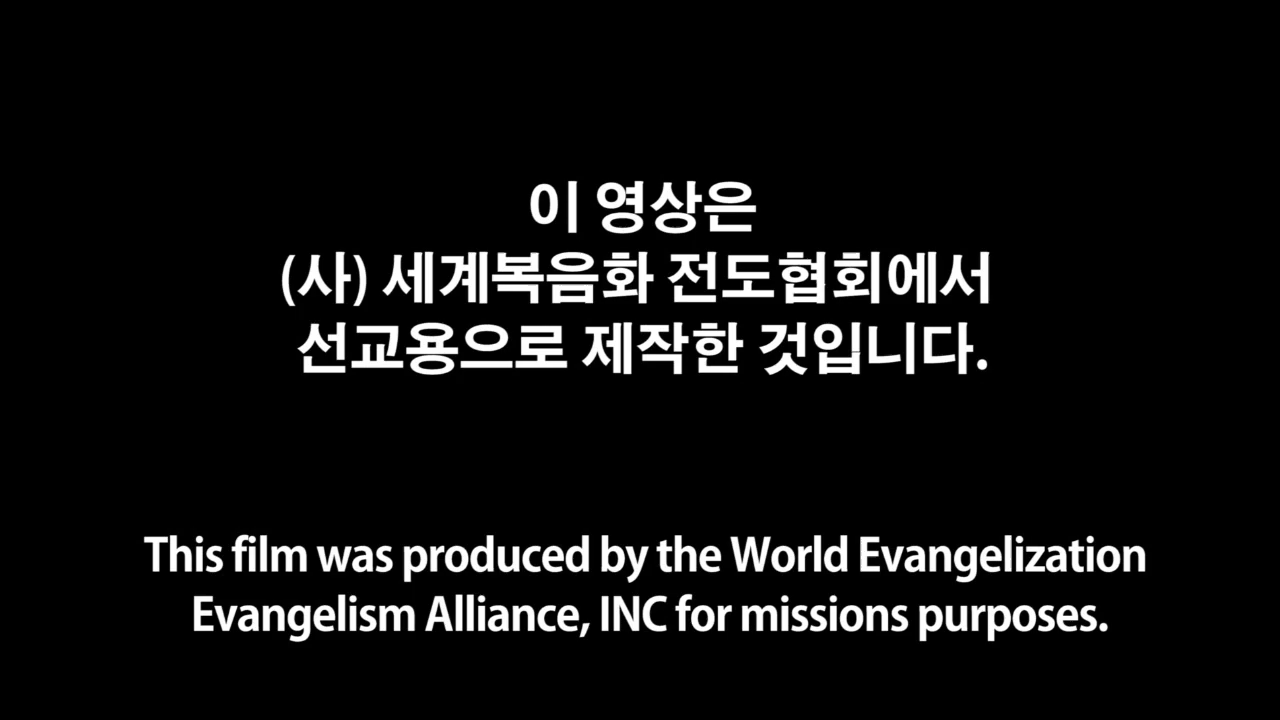 이 영상은
(사) 세계복음화 전도협회에서
선교용으로 제작한 것입니다.
This film was produced by the World Evangelization
Evangelism Alliance, INC for missions purposes.